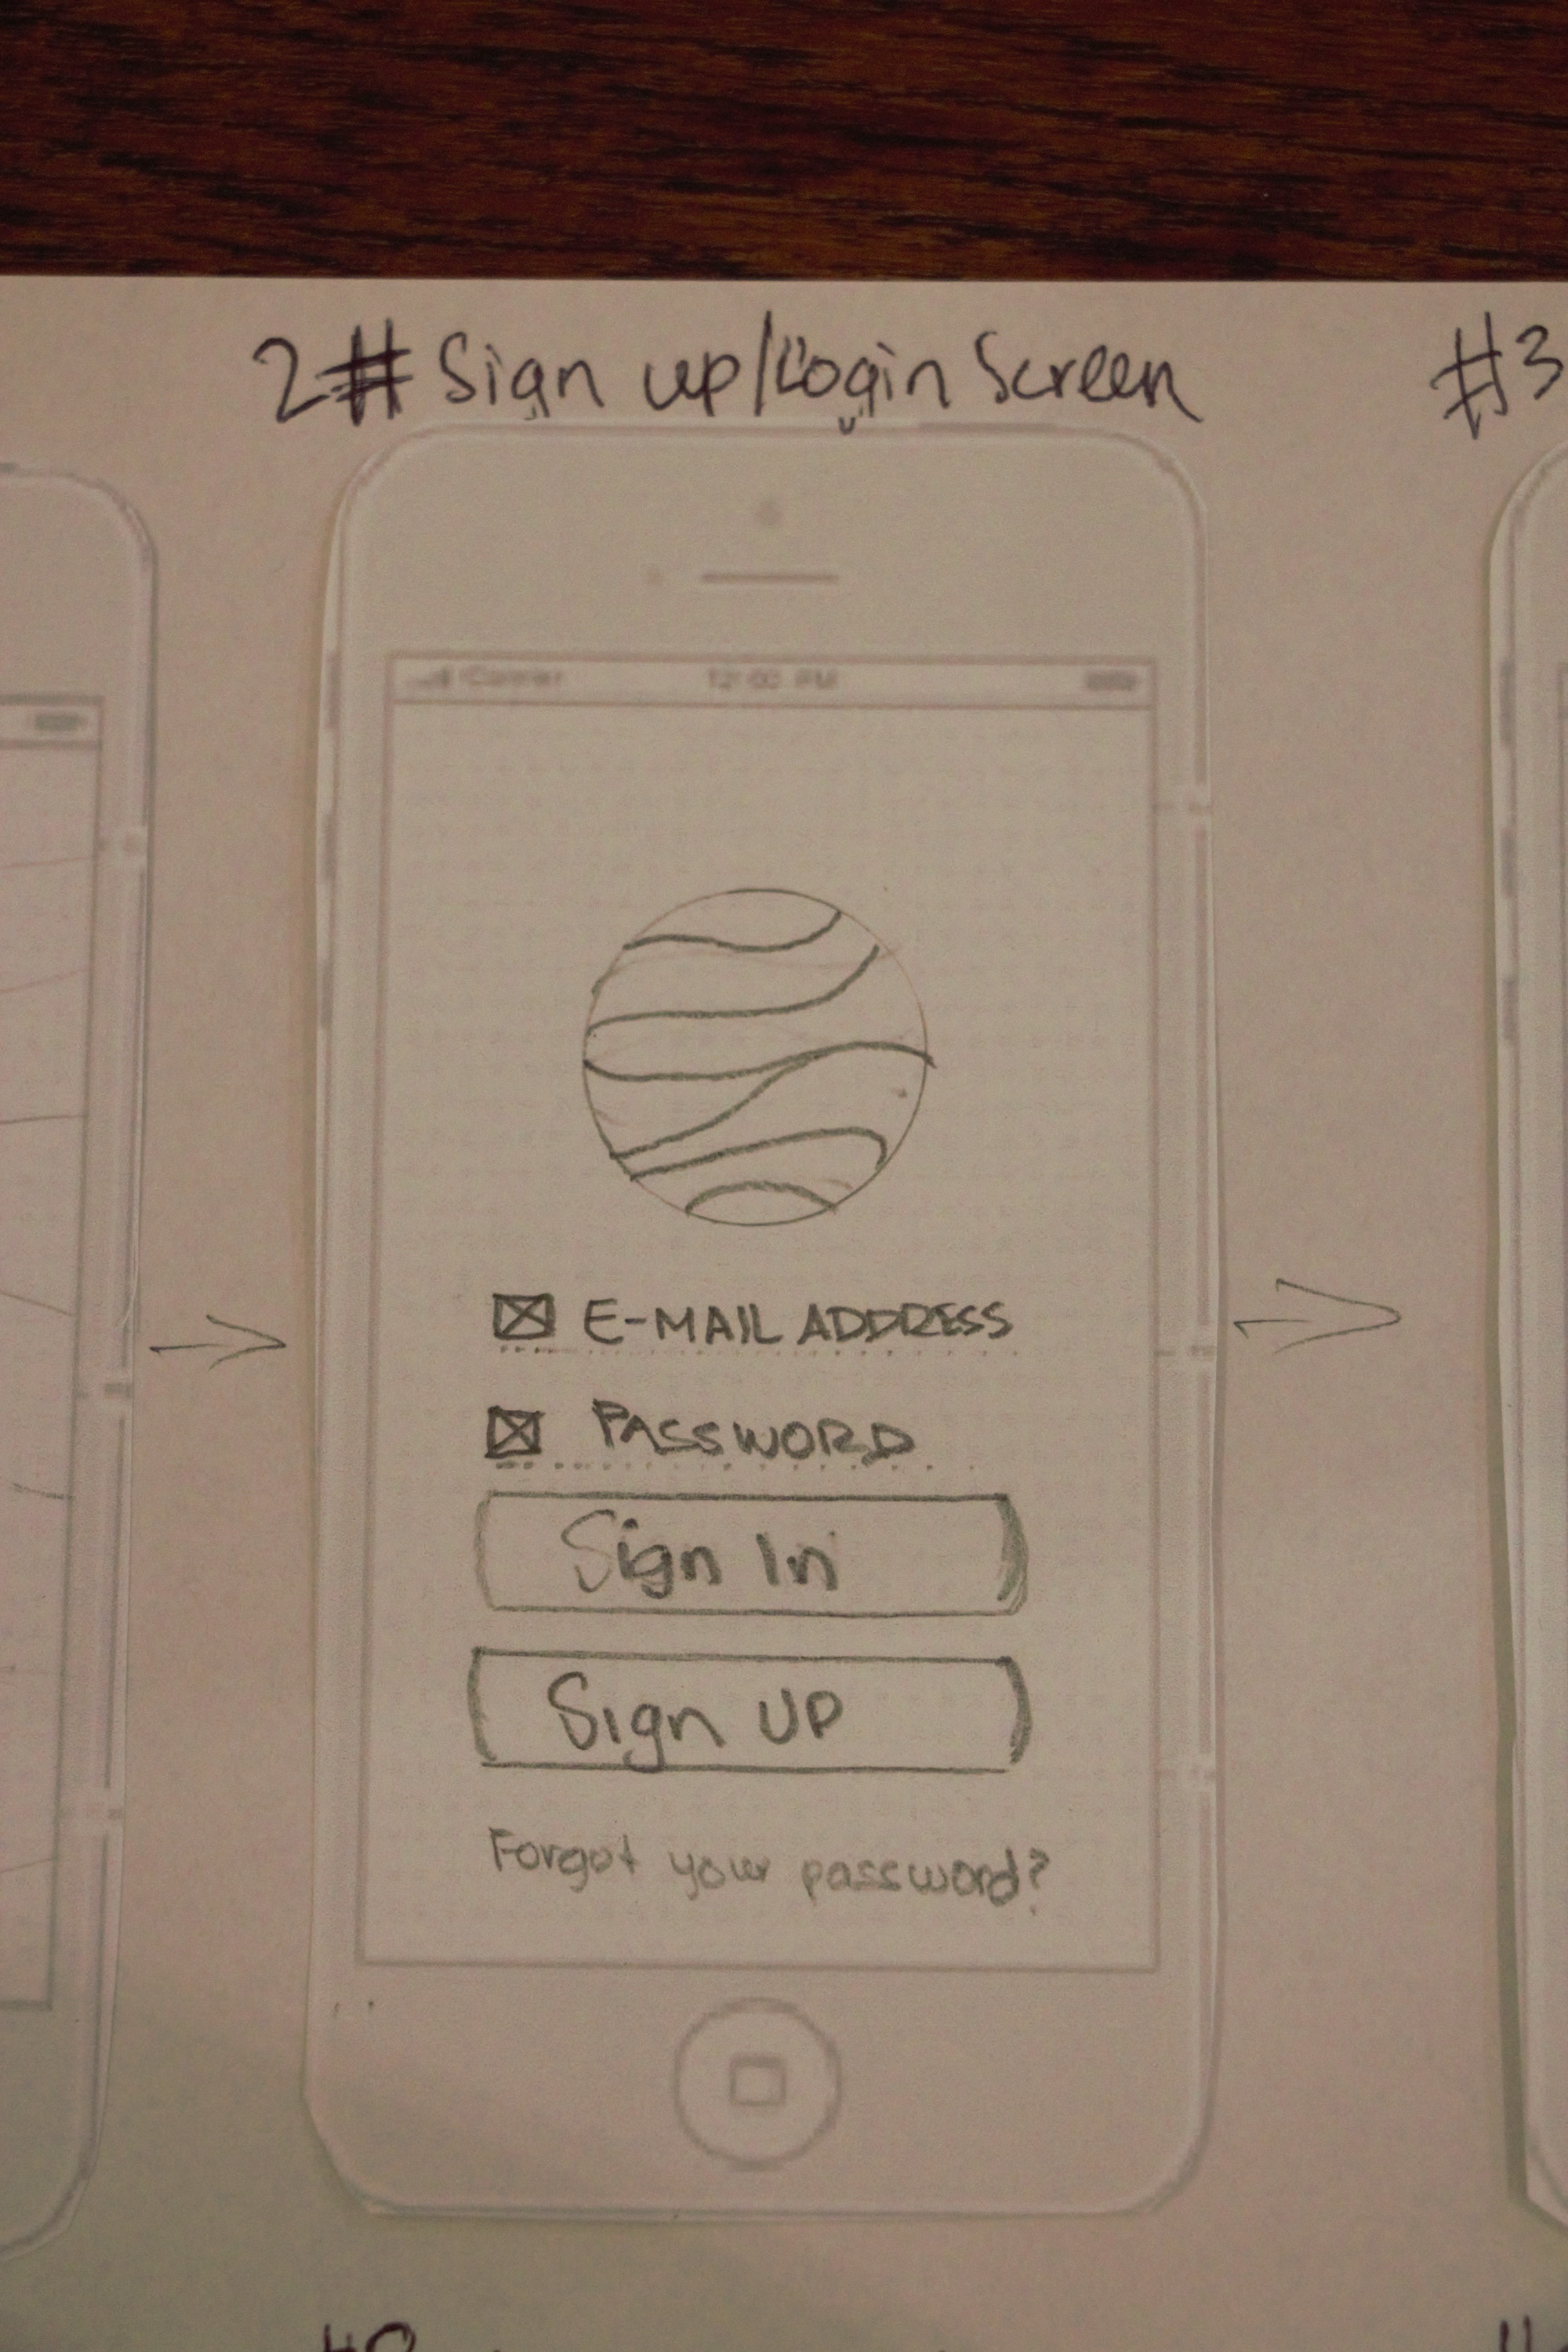 2# Sign up/Login Screen
#3
Carrier 12:00 PM
E-MAIL ADDRESS
PASSWORD
Sign In
Sign UP
Forgot your password?